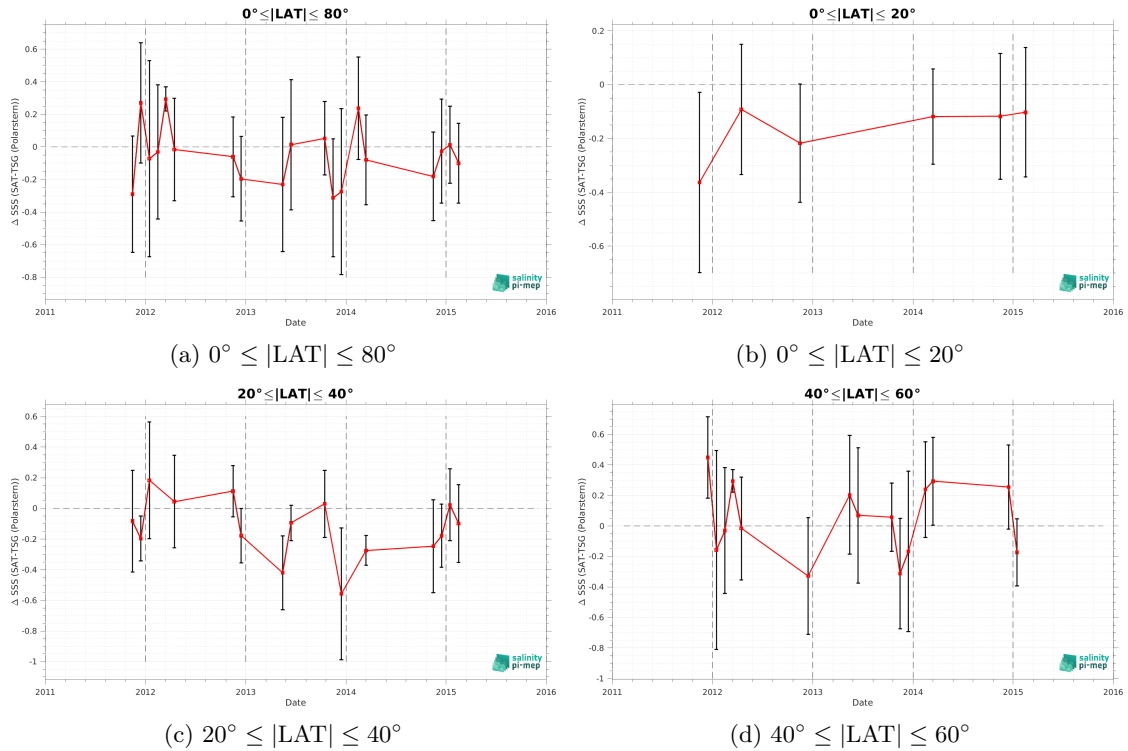 0°≤|LAT|≤ 80°
Δ SSS (SAT-TSG (Polarstern))
0.6
0.4
0.2
0
-0.2
-0.4
-0.6
-0.8
2011 2012 2013 2014 2015 2016
Date
salinity
pi-mep
(a) 0° ≤ |LAT| ≤ 80°
0°≤|LAT|≤ 20°
Δ SSS (SAT-TSG (Polarstern))
0.2
0
-0.2
-0.4
-0.6
2011 2012 2013 2014 2015 2016
Date
salinity
pi-mep
(b) 0° ≤ |LAT| ≤ 20°
20°≤|LAT|≤ 40°
Δ SSS (SAT-TSG (Polarstern))
0.6
0.4
0.2
0
-0.2
-0.4
-0.6
-0.8
-1
2011 2012 2013 2014 2015 2016
Date
salinity
pi-mep
(c) 20° ≤ |LAT| ≤ 40°
40°≤|LAT|≤ 60°
Δ SSS (SAT-TSG (Polarstern))
0.6
0.4
0.2
0
-0.2
-0.4
-0.6
-0.8
-1
2011 2012 2013 2014 2015 2016
Date
salinity
pi-mep
(d) 40° ≤ |LAT| ≤ 60°